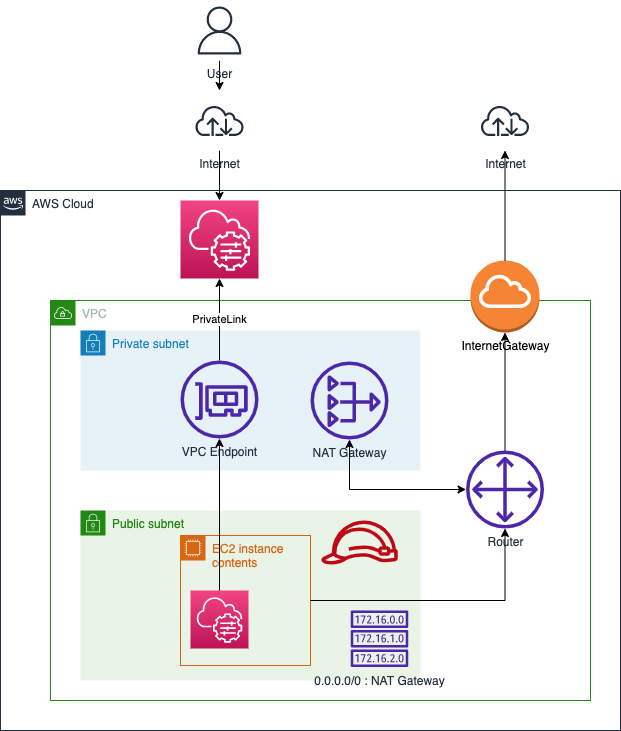 User
Internet
Internet
aws
AWS Cloud
PrivateLink
VPC
InternetGateway
Private subnet
VPC Endpoint
NAT Gateway
Router
Public subnet
EC2 instance
contents
172.16.0.0
172.16.1.0
172.16.2.0
0.0.0.0/0 : NAT Gateway